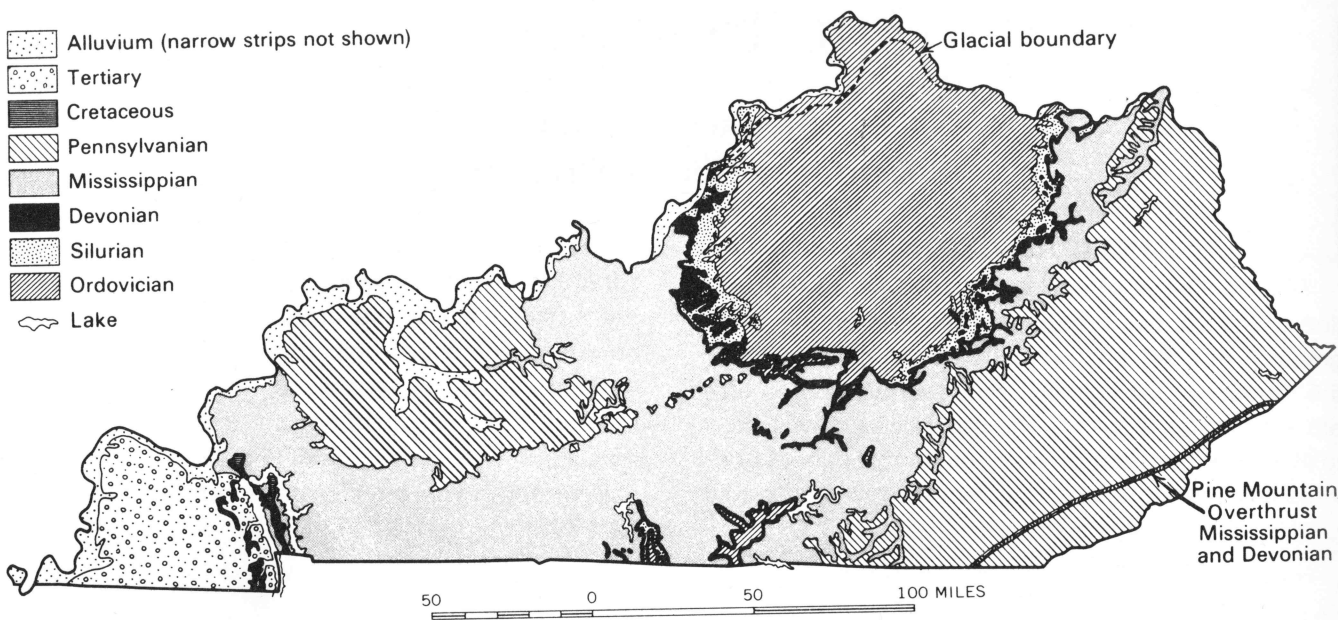 Alluvium (narrow strips not shown)
Tertiary
Cretaceous
Pennsylvanian
Mississippian
Devonian
Silurian
Ordovician
Lake
Glacial boundary
Pine Mountain
Overthrust
Mississippian
and Devonian
50 0 50 100 MILES